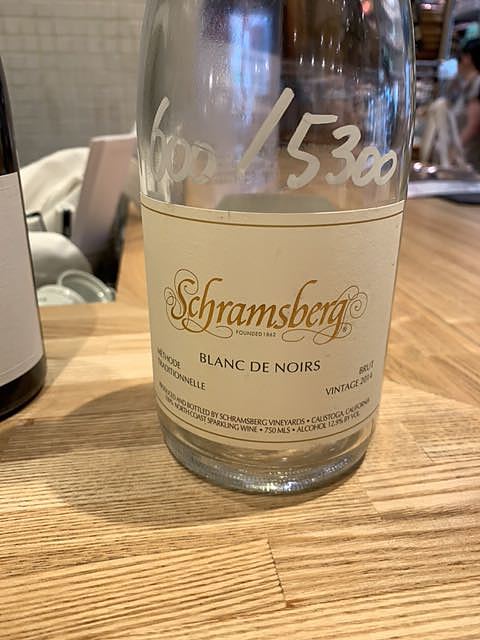 600/5300
Schramsberg®
FOUNDED 1862
BLANC DE NOIRS
MÉTHODE
TRADITIONNELLE
BRUT
VINTAGE 2014
PRODUCED AND BOTTLED BY SCHRAMSBERG VINEYARDS • CALISTOGA, CALIFORNIA
100% NORTH COAST SPARKLING WINE • 750 MLS • ALCOHOL 12.9% BY VOL.